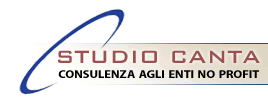 STUDIO CANTA
CONSULENZA AGLI ENTI NO PROFIT